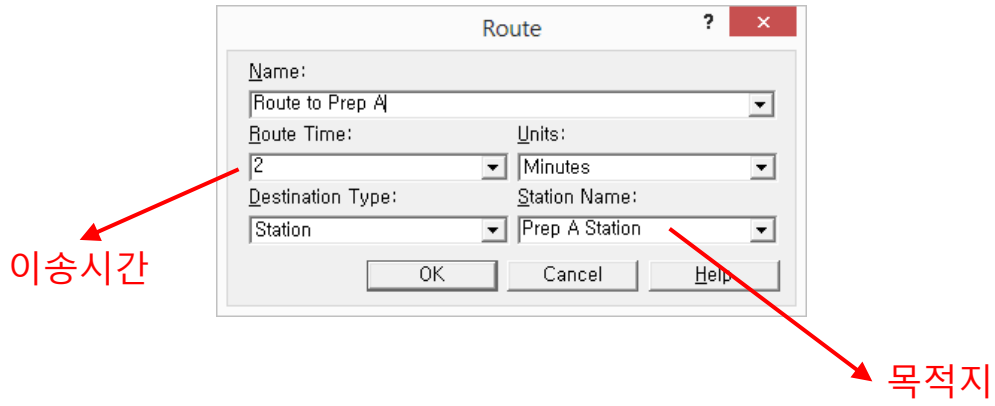 Route ? ×
Name:
Route to Prep A
Route Time: Units:
2 Minutes
Destination Type: Station Name:
Station Prep A Station
이송시간
OK Cancel Help
목적지